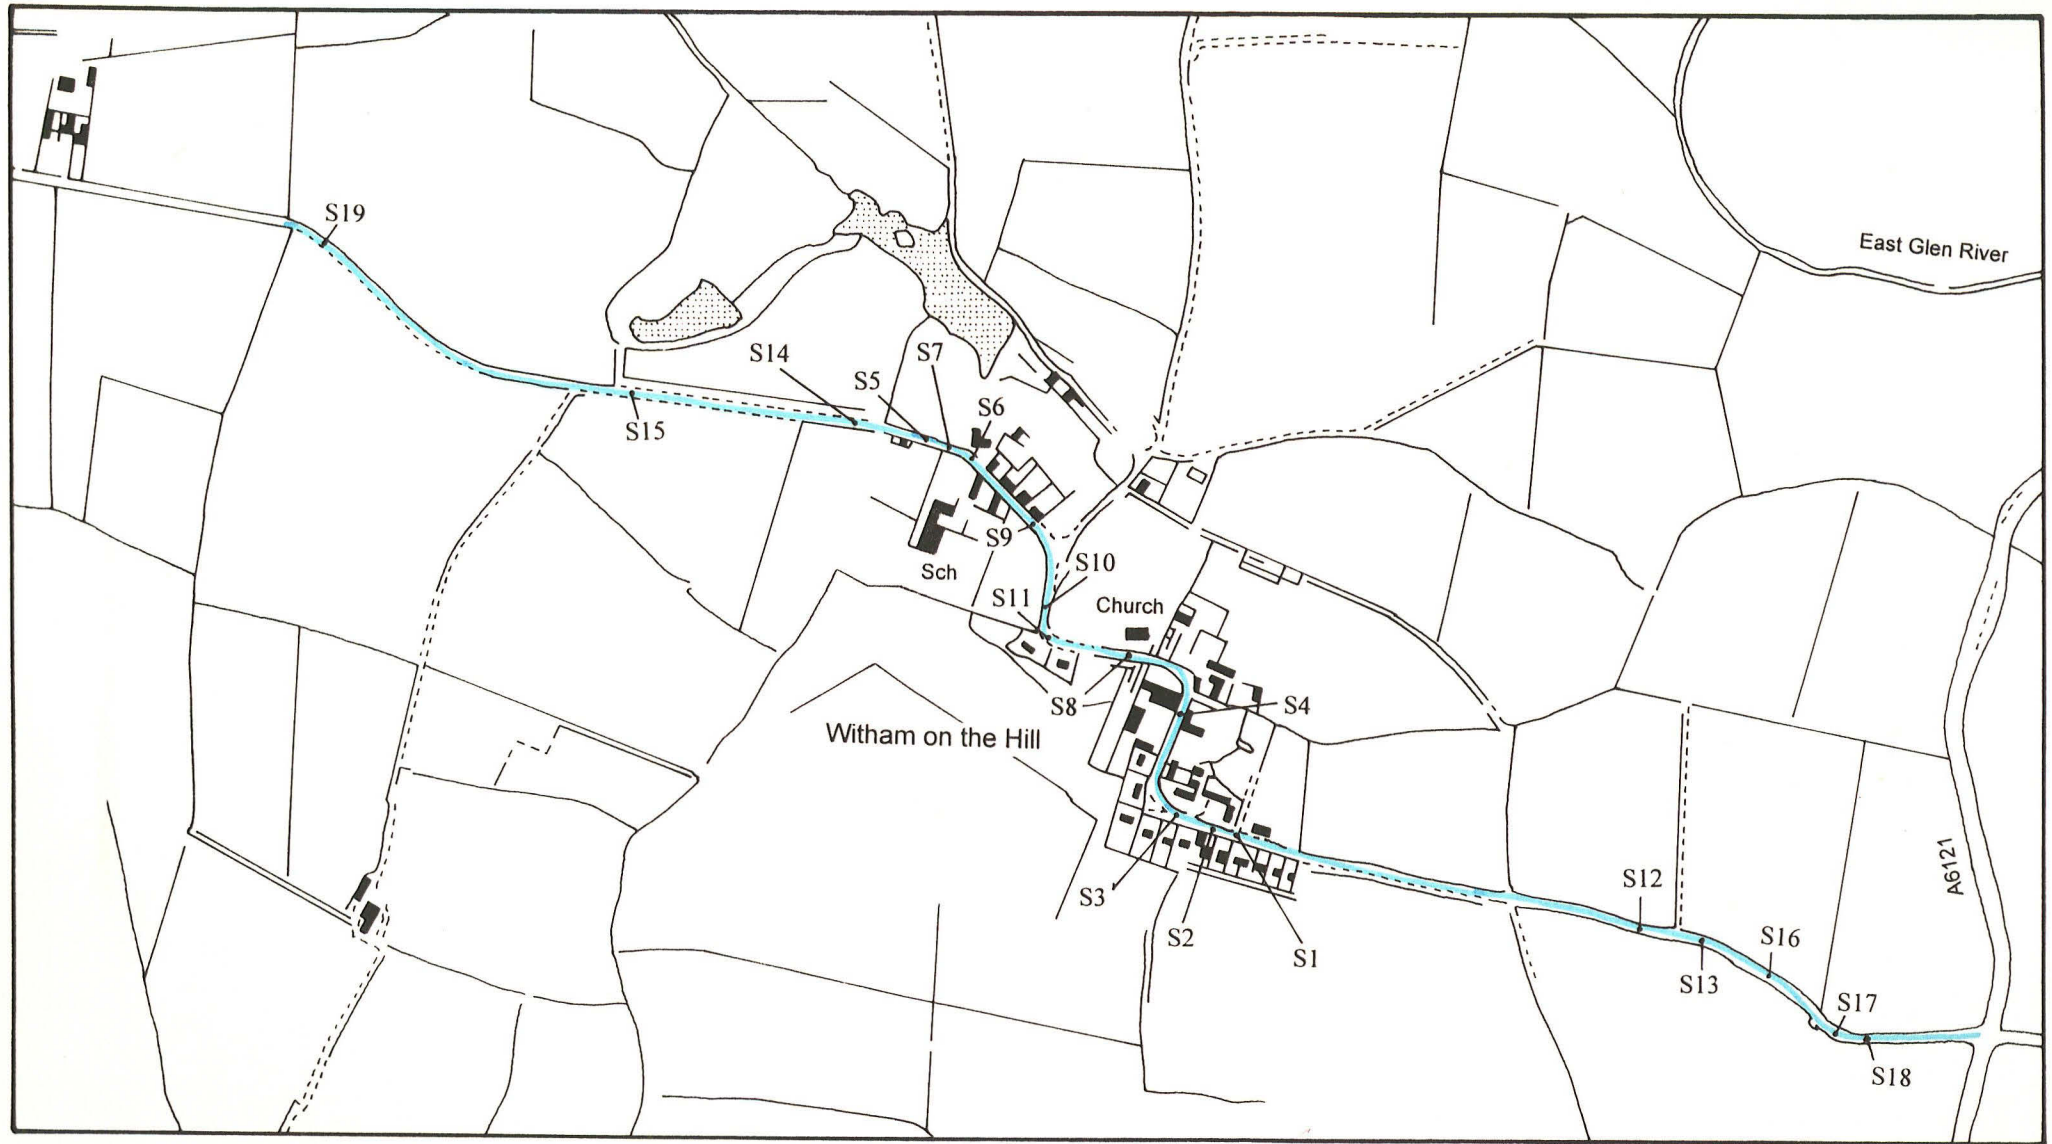 S19
East Glen River
S14
S7
S5
S6
S15
S9
Sch
S10
S11
Church
S8
S4
Witham on the Hill
A6121
S12
S3
S2
S1
S16
S13
S17
S18